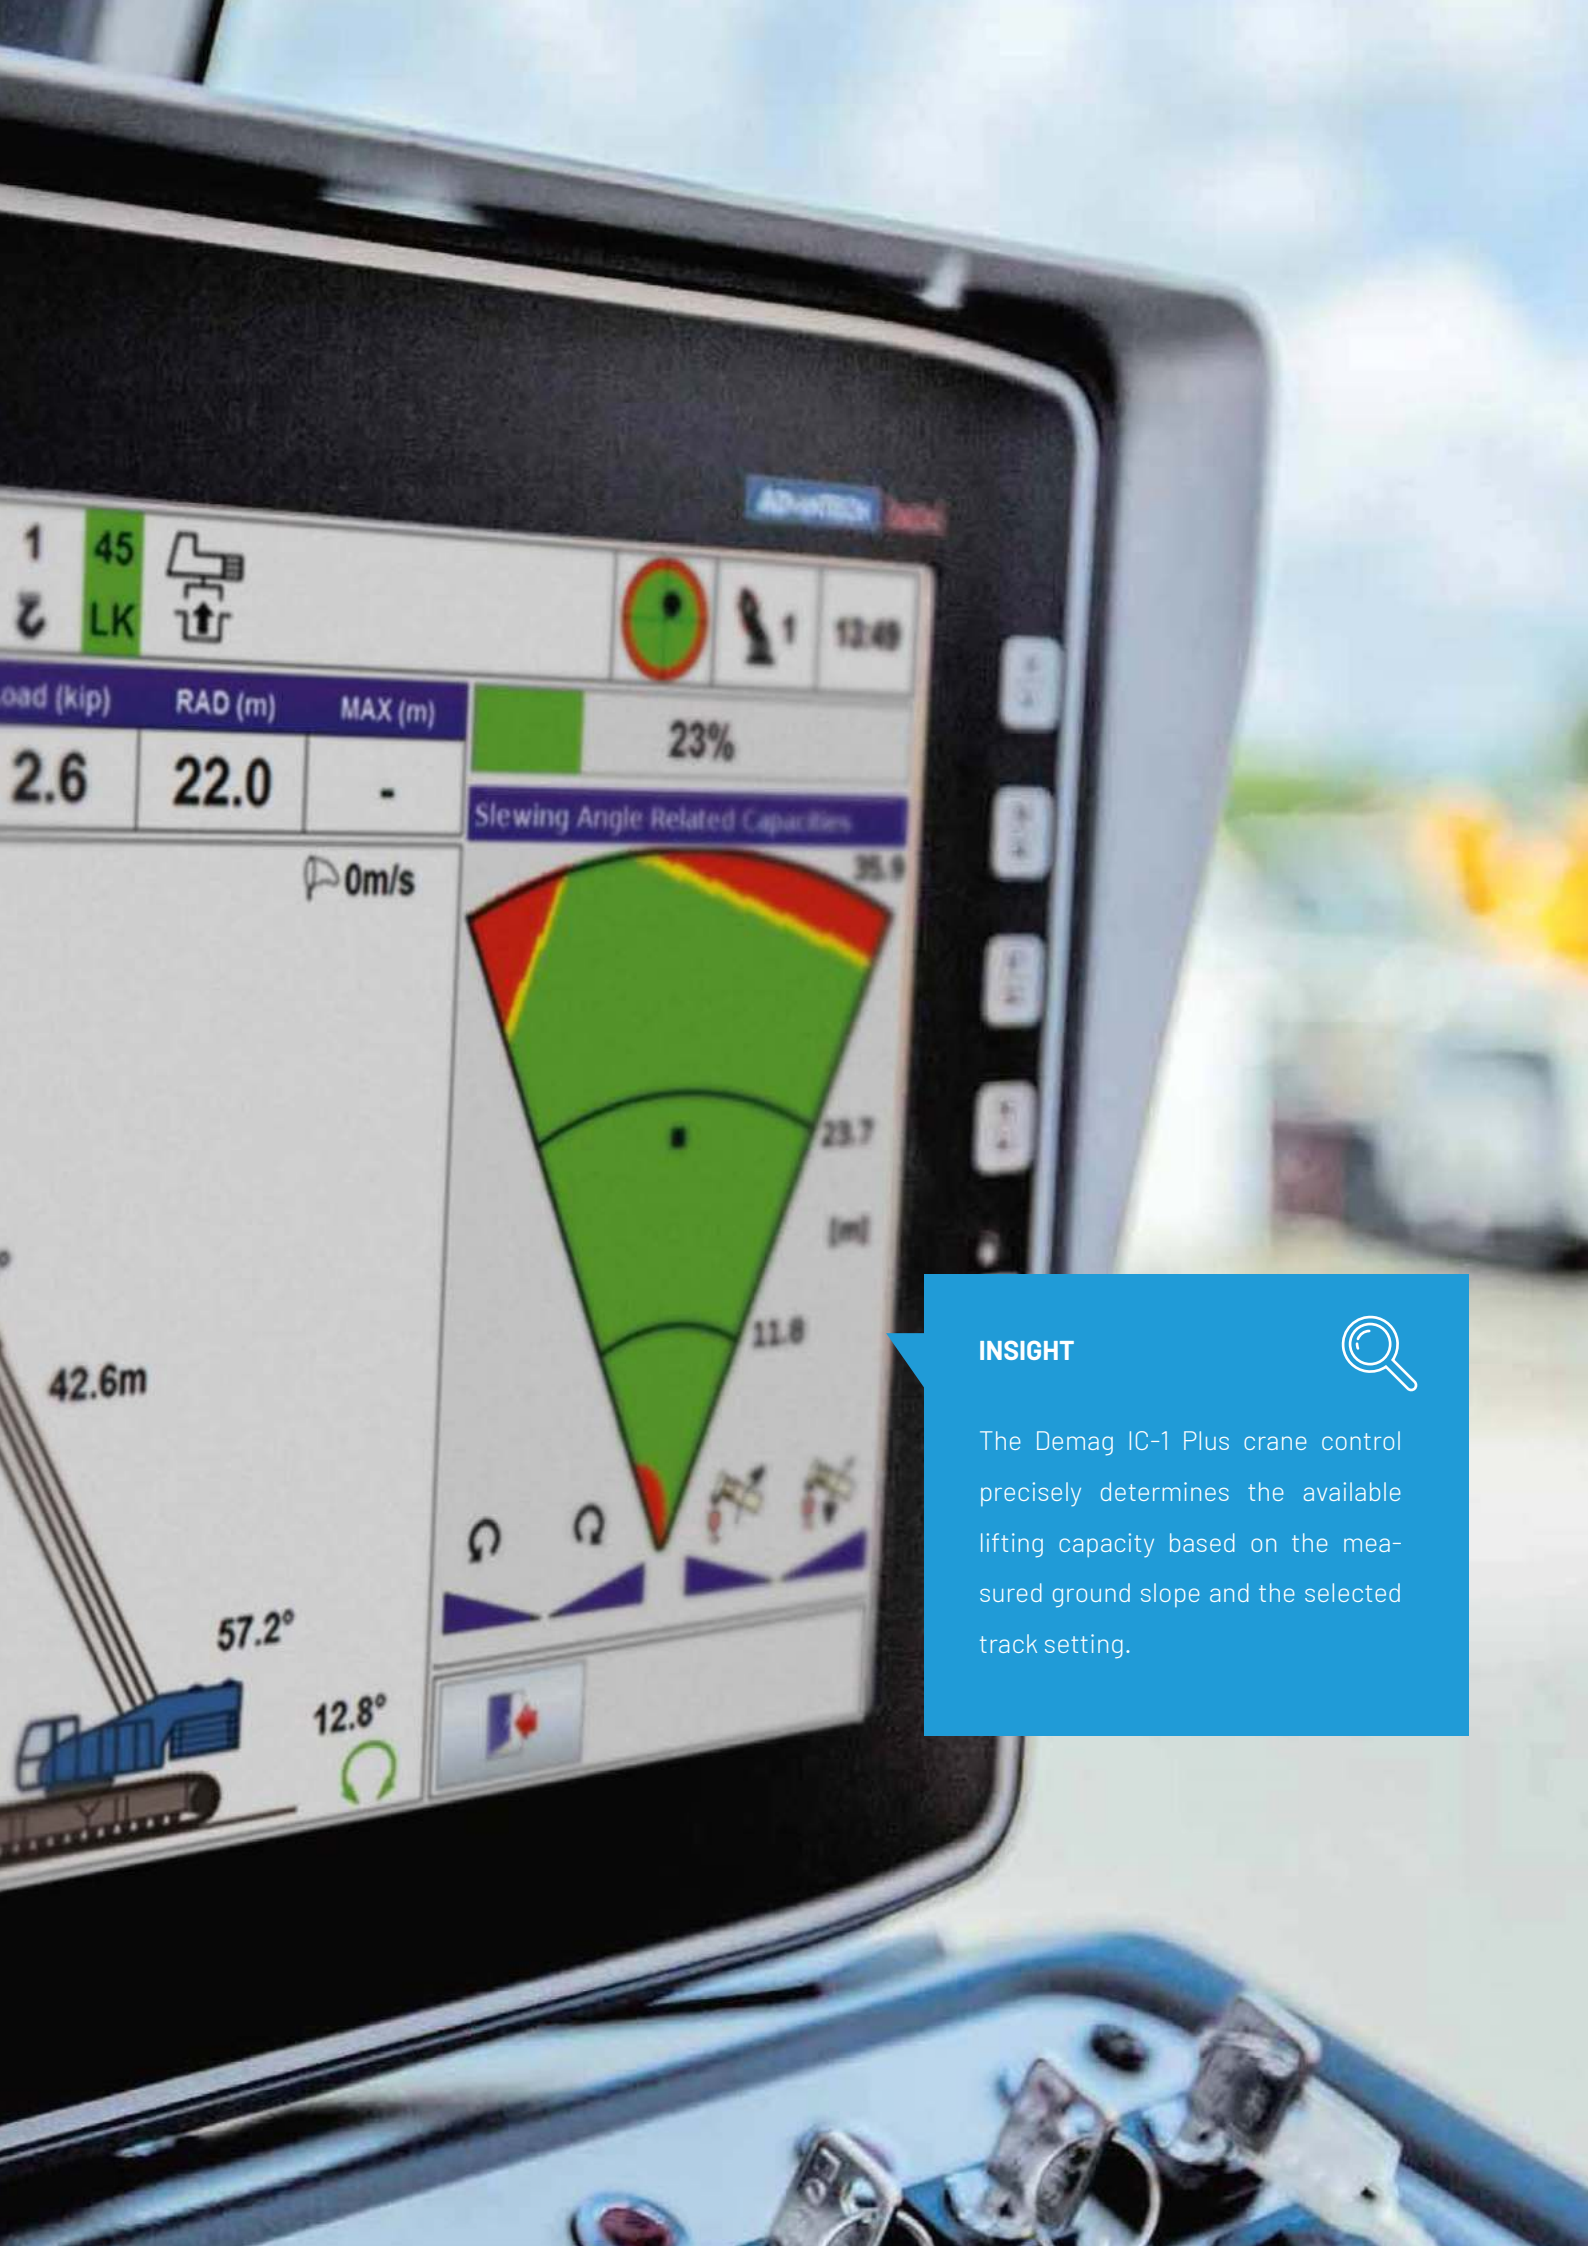 1 45
LK 1 13:49
oad (kip) RAD (m) MAX (m)
2.6 22.0 -
23%
Slewing Angle Related Capacities
0m/s
35.9
23.7
[m]
11.8
42.6m
57.2°
12.8°
INSIGHT
The Demag IC-1 Plus crane control
precisely determines the available
lifting capacity based on the mea-
sured ground slope and the selected
track setting.